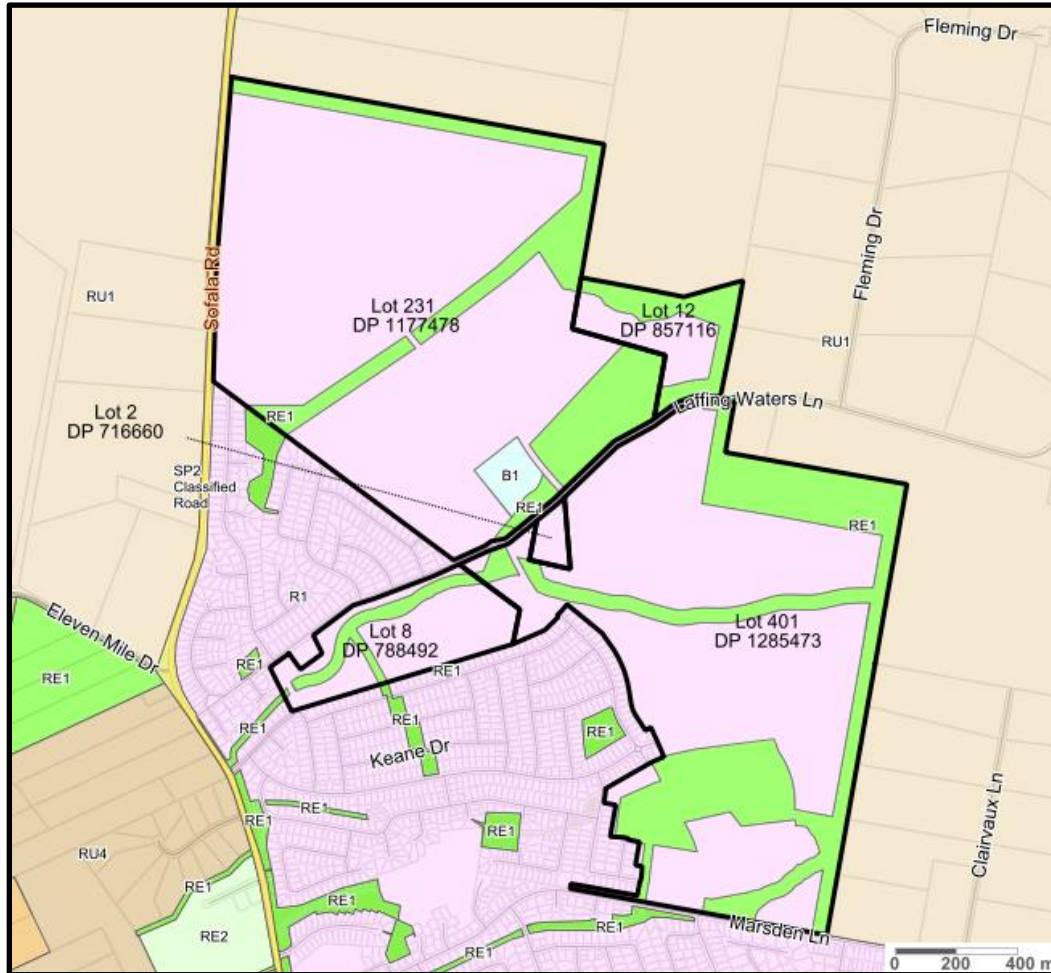 Fleming Dr
Fleming Dr
Sofala Rd
RU1
Lot 231
DP 1177478
Lot 12
DP 857116
RU1
Laffing Waters Ln
Lot 2
DP 716660
RE1
SP2
Classified
Road
B1
RE1
RE1
R1
Lot 401
DP 1285473
Lot 8
DP 788492
Eleven Mile Dr
RE1
RE1
RE1
RE1
RE1
RE1
Keane Dr
RE1
RE1
RE1
RE1
RU4
Clairvaux Ln
RE1
RE1
RE1
RE1
RE2
Marsden Ln
0 200 400 m